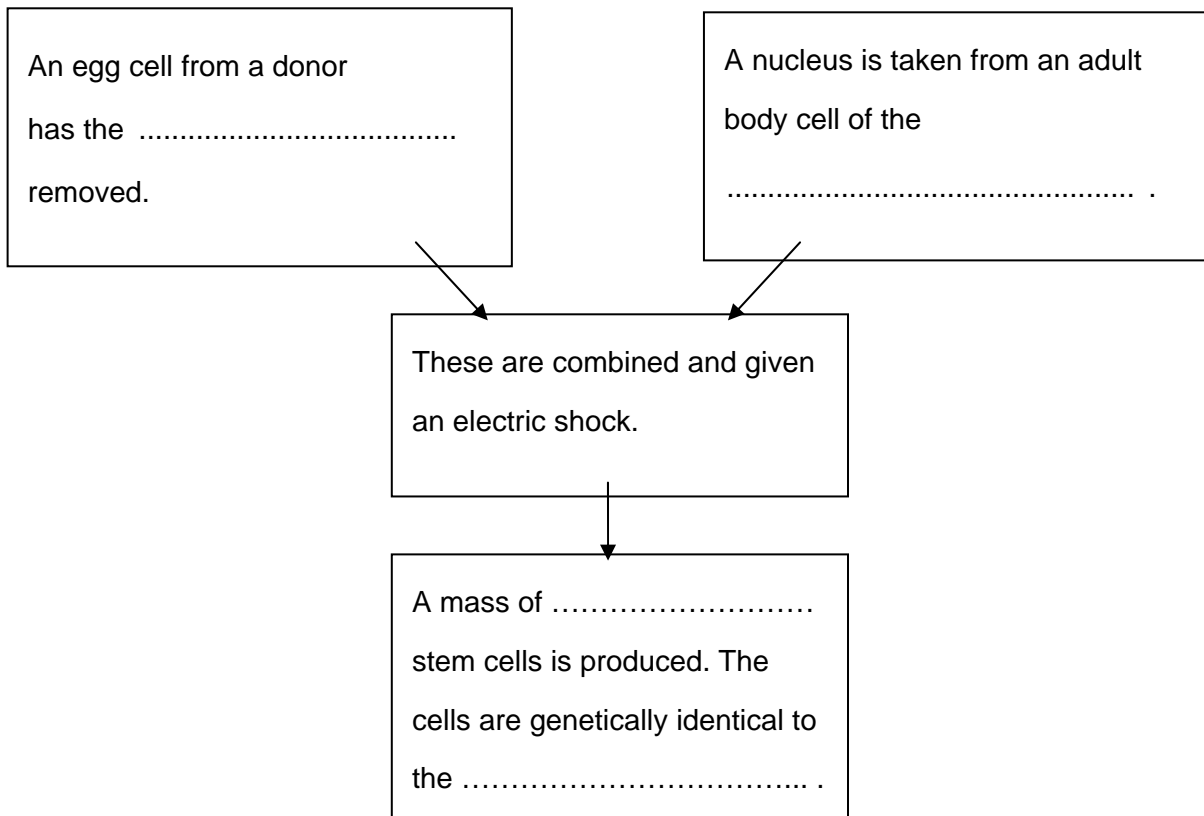 An egg cell from a donor
has the ......................................
removed.
A nucleus is taken from an adult
body cell of the
................................................. .
These are combined and given
an electric shock.
A mass of ………………………
stem cells is produced. The
cells are genetically identical to
the ……………………………... .